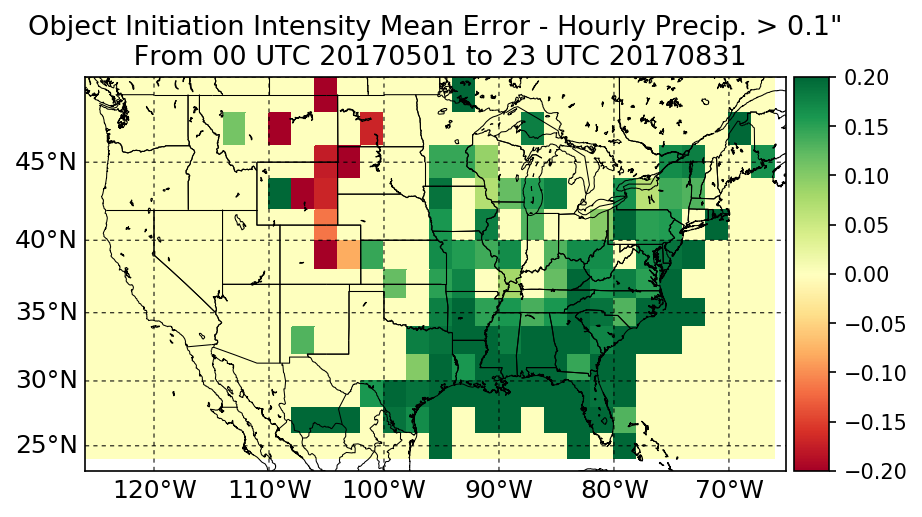 Object Initiation Intensity Mean Error - Hourly Precip. > 0.1"
From 00 UTC 20170501 to 23 UTC 20170831
0.20
0.15
0.10
0.05
0.00
−0.05
−0.10
−0.15
−0.20
45°N
40°N
35°N
30°N
25°N
120°W 110°W 100°W 90°W 80°W 70°W